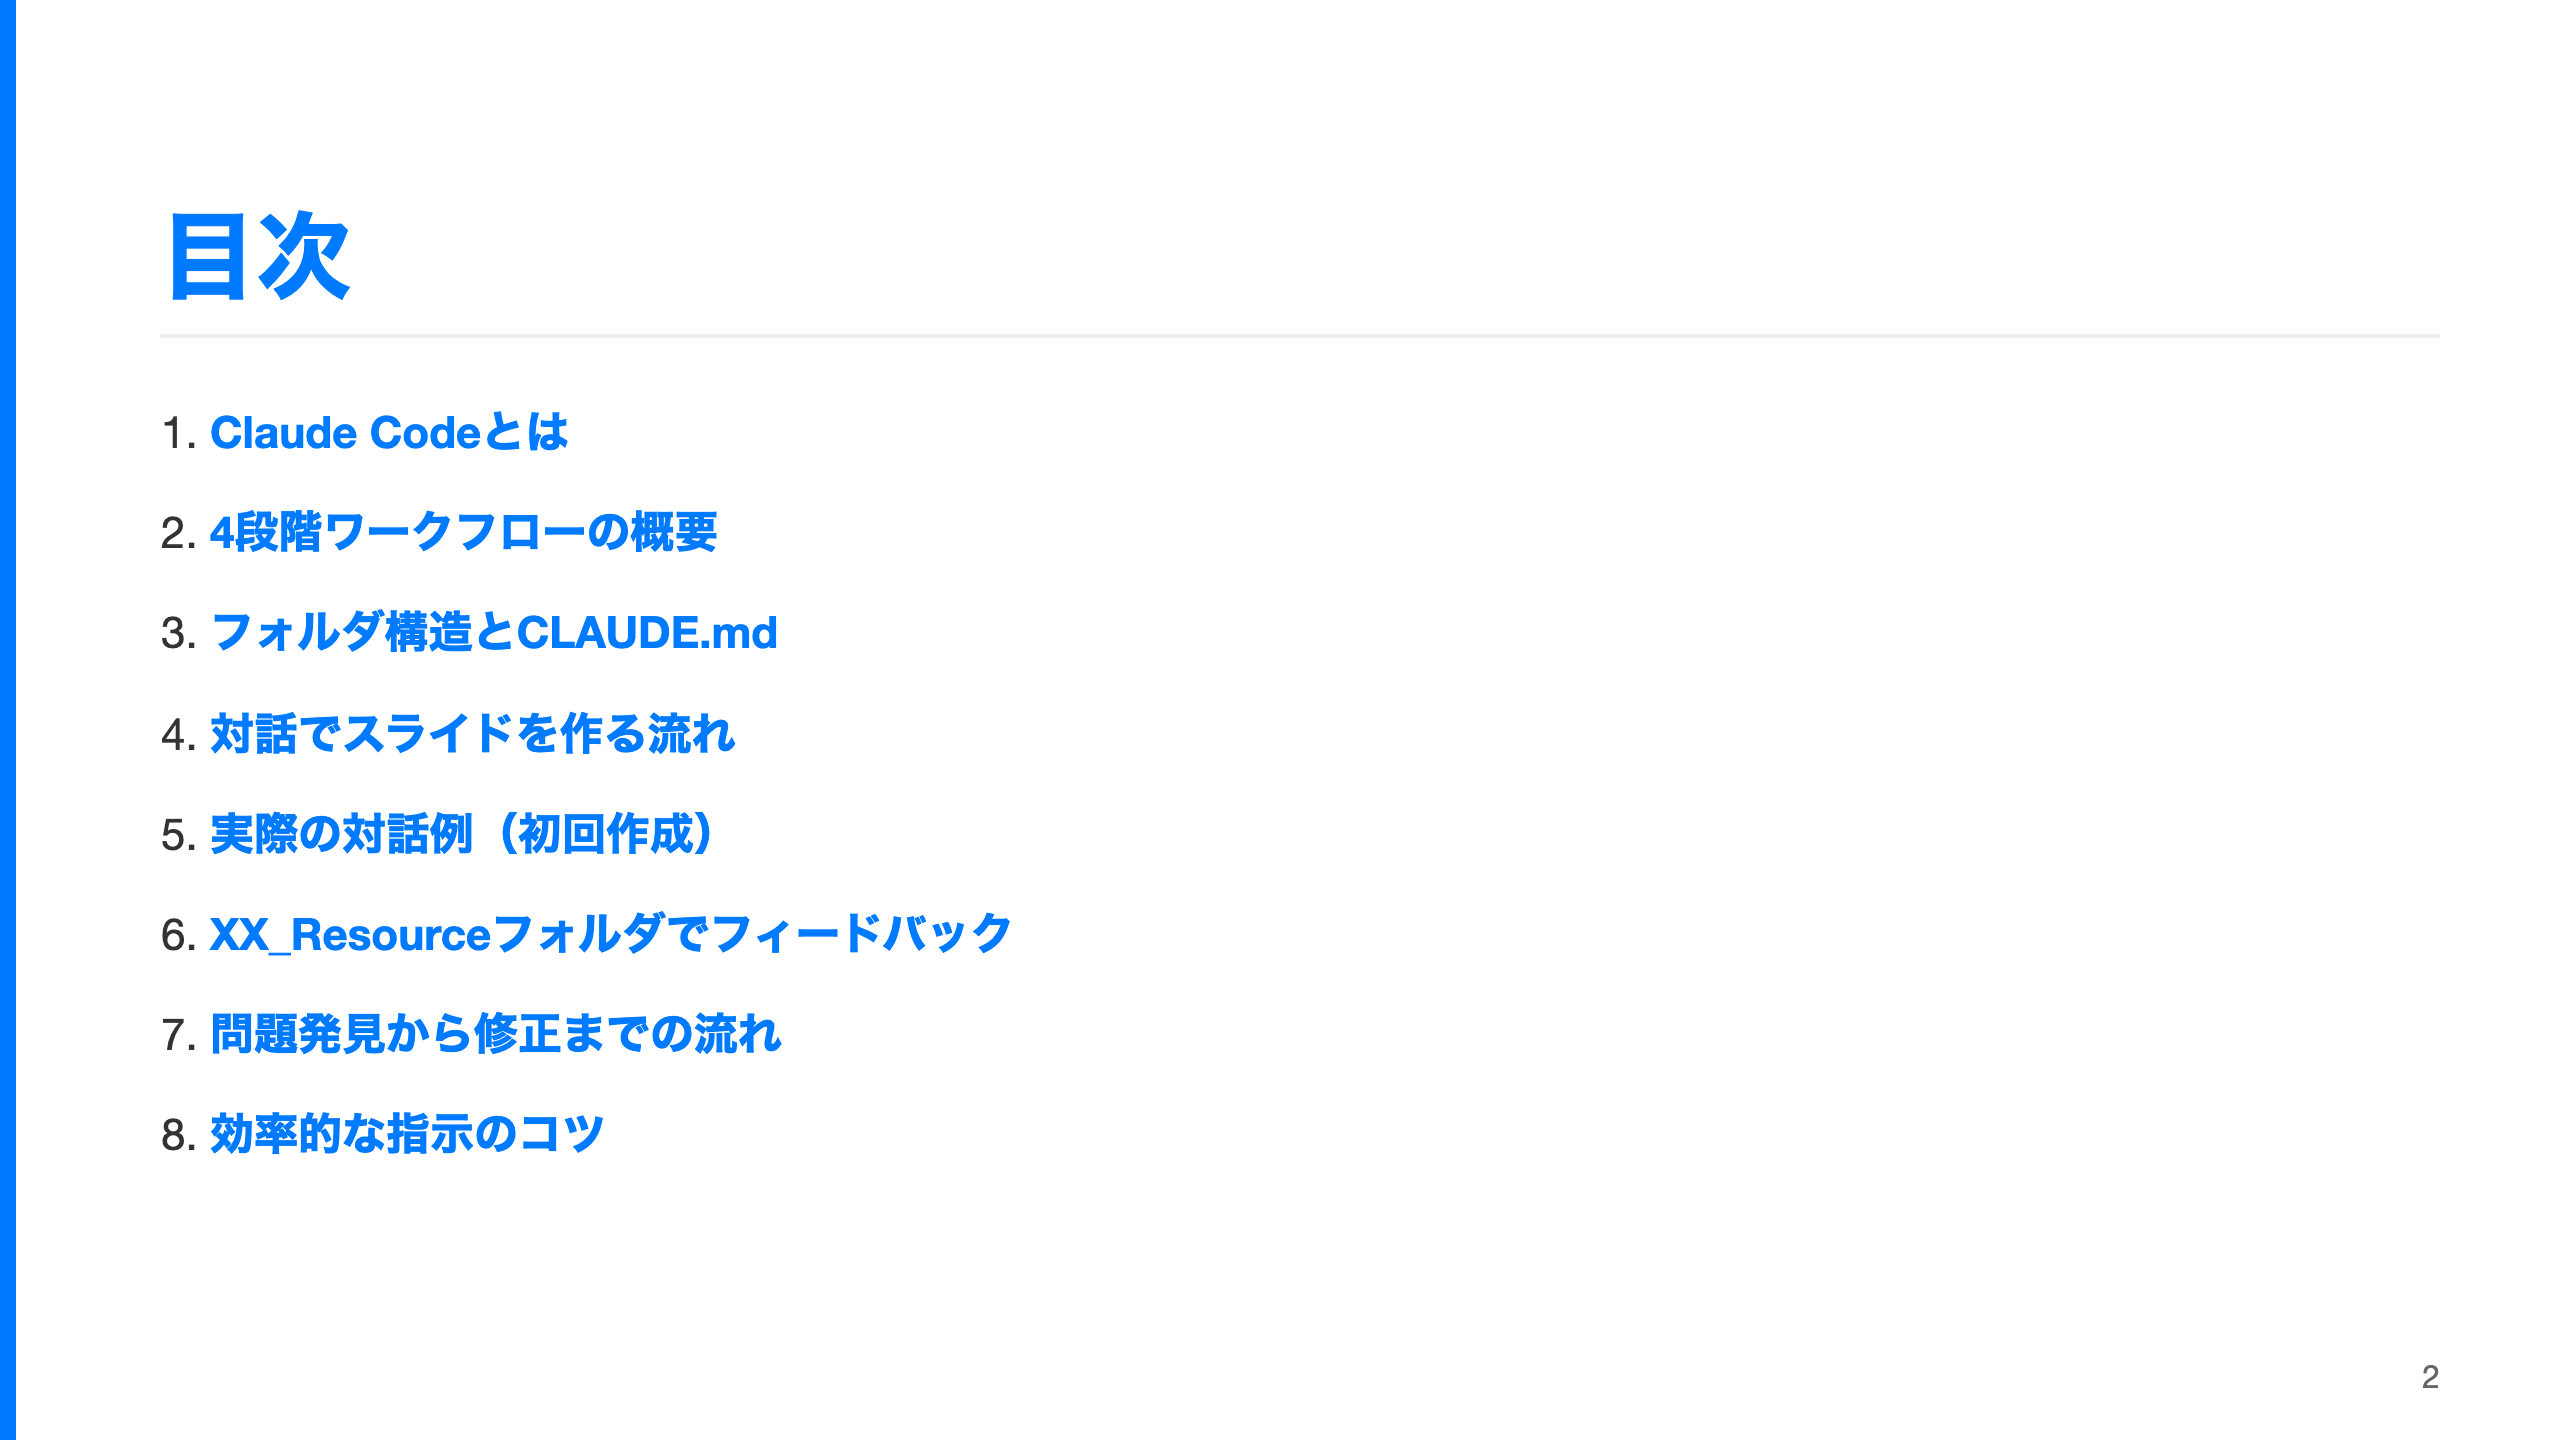 目次
1. Claude Codeとは
2. 4段階ワークフローの概要
3. フォルダ構造とCLAUDE.md
4. 対話でスライドを作る流れ
5. 実際の対話例（初回作成）
6. XX_Resourceフォルダでフィードバック
7. 問題発見から修正までの流れ
8. 効率的な指示のコツ
2